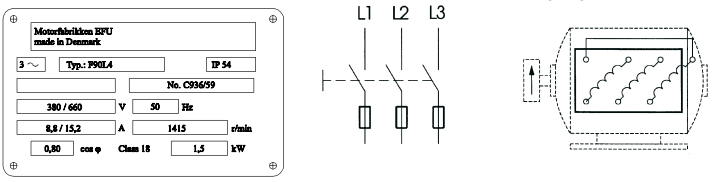 Motorfabrikken EFU
made in Denmark
3 ~ Typ.: F90L4 IP 54
No. C936/59
380 / 660 V 50 Hz
8,8 / 15,2 A 1415 r/min
0,80 cos φ Class 18 1,5 kW
L1 L2 L3